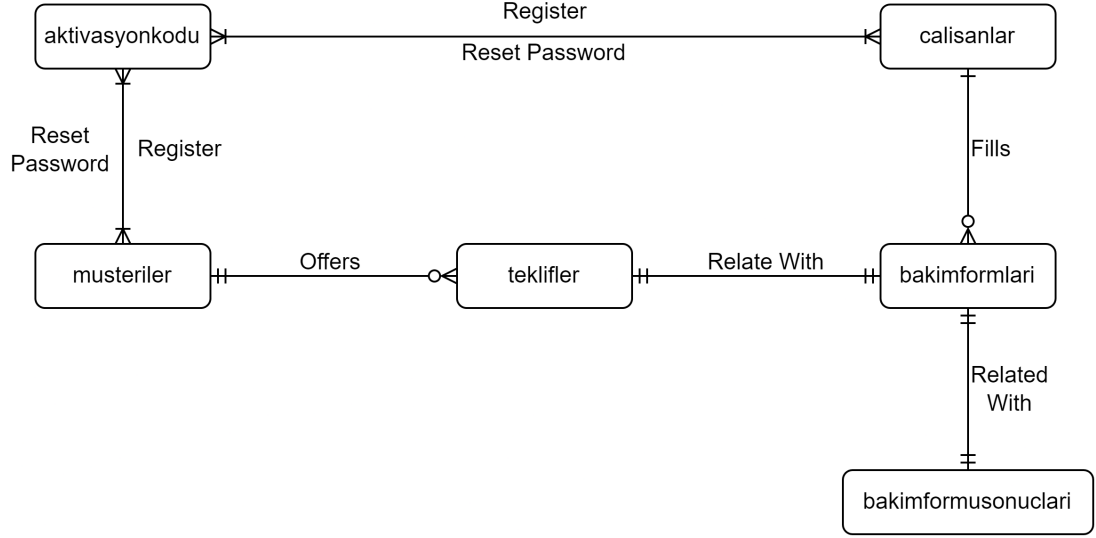 Register
aktivasyonkodu
calisanlar
Reset Password
Reset
Password
Register
Fills
musteriler
Offers
teklifler
Relate With
bakimformlari
Related
With
bakimformusonuclari